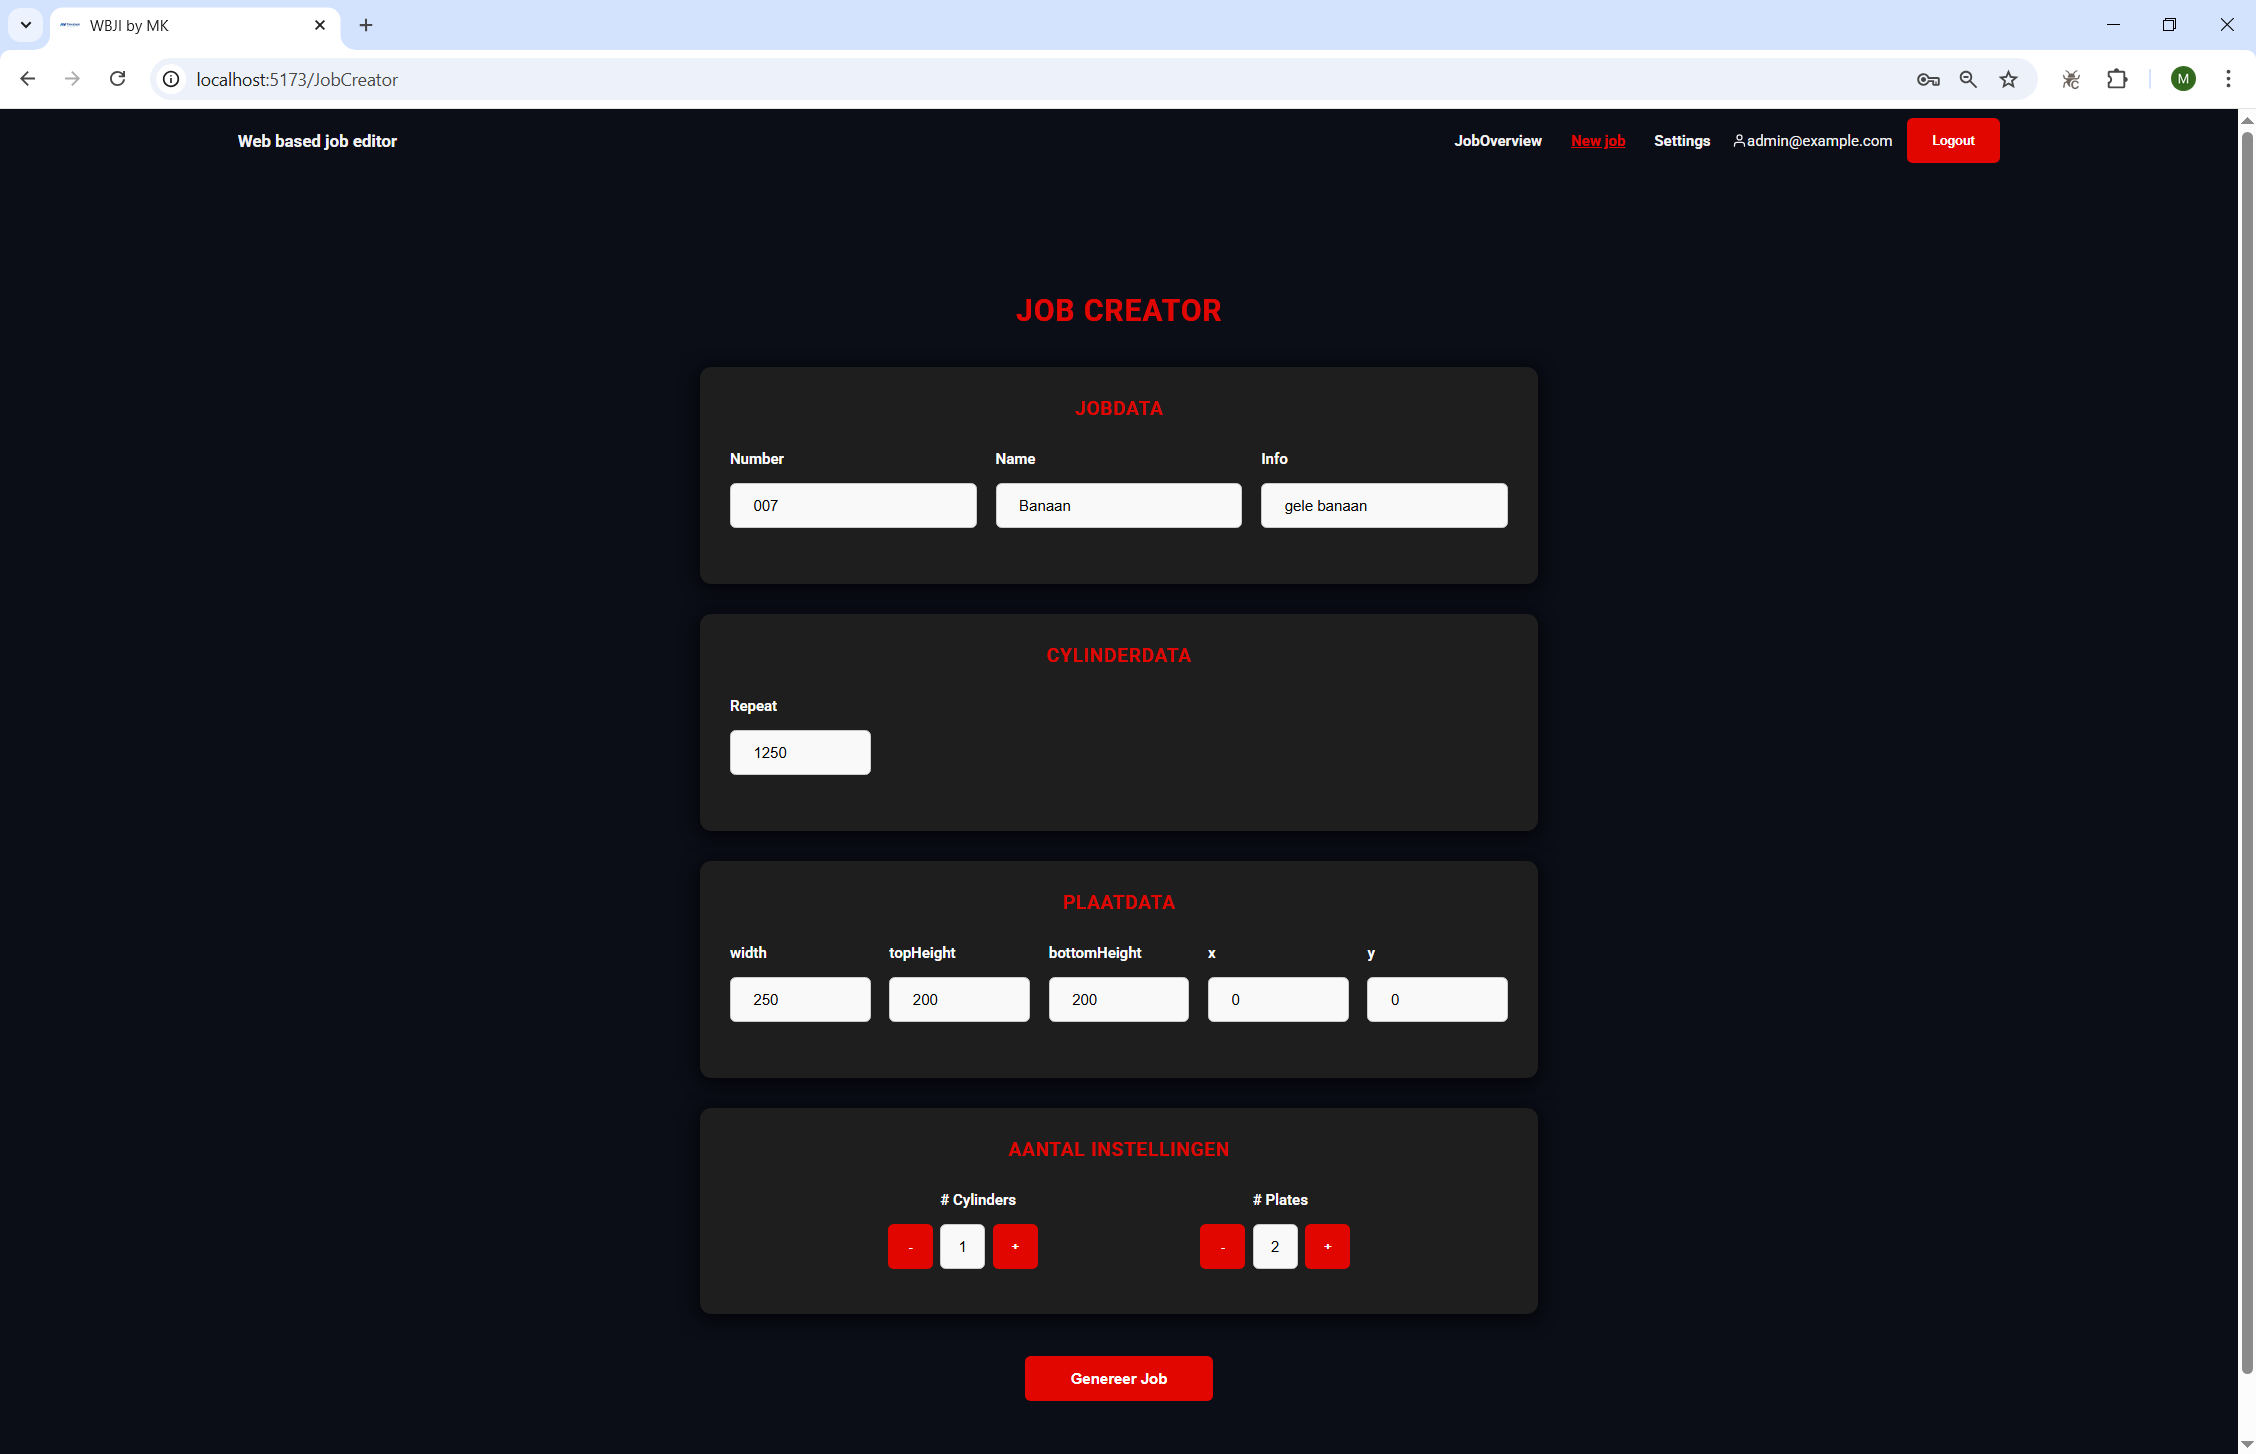 WBJI by MK
localhost:5173/JobCreator
M
Web based job editor
JobOverview New job Settings admin@example.com Logout
JOB CREATOR
JOBDATA
Number Name Info
007 Banaan gele banaan
CYLINDERDATA
Repeat
1250
PLAATDATA
width topHeight bottomHeight x y
250 200 200 0 0
AANTAL INSTELLINGEN
# Cylinders # Plates
- 1 + - 2 +
Genereer Job